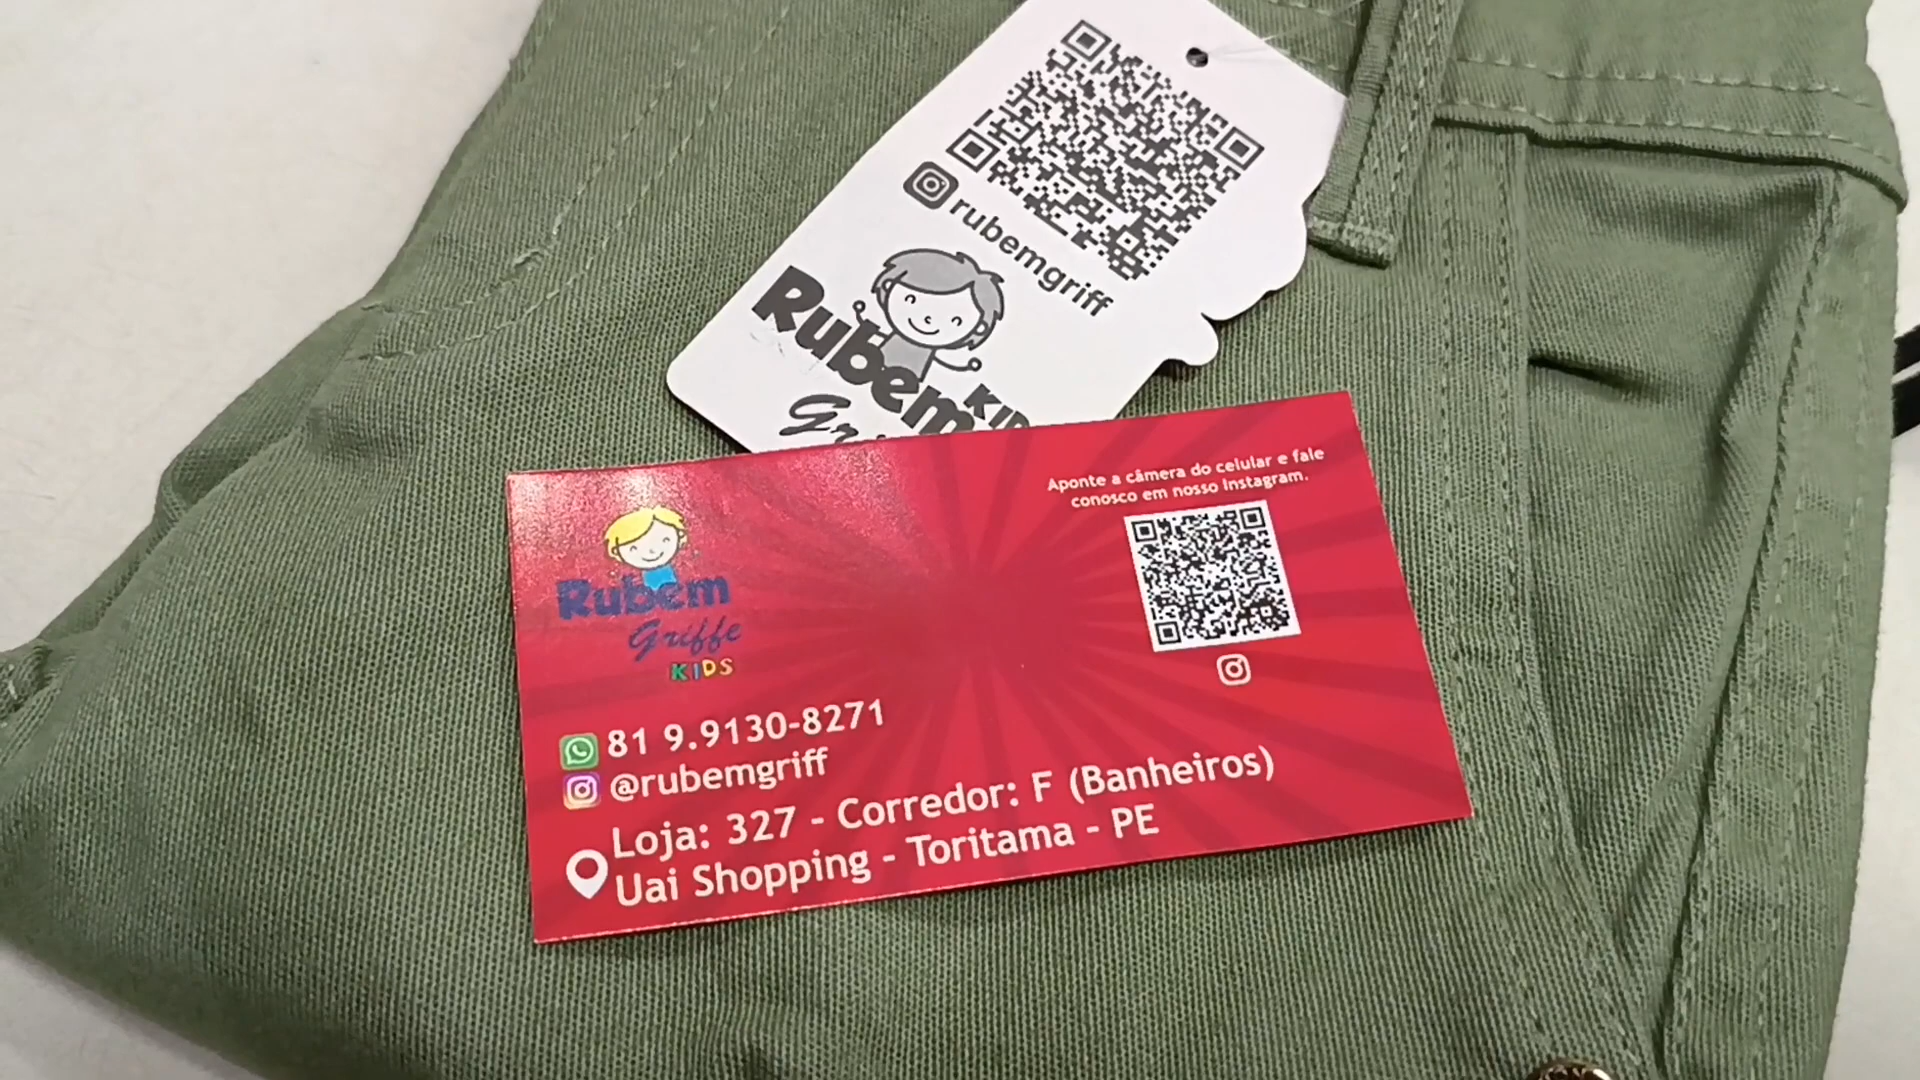 rubemgriff
Rubem
Aponte a câmera do celular e fale
conosco em nosso Instagram.
Rubem
Griffe
KIDS
81 9.9130-8271
@rubemgriff
Loja: 327 - Corredor: F (Banheiros)
Uai Shopping - Toritama - PE